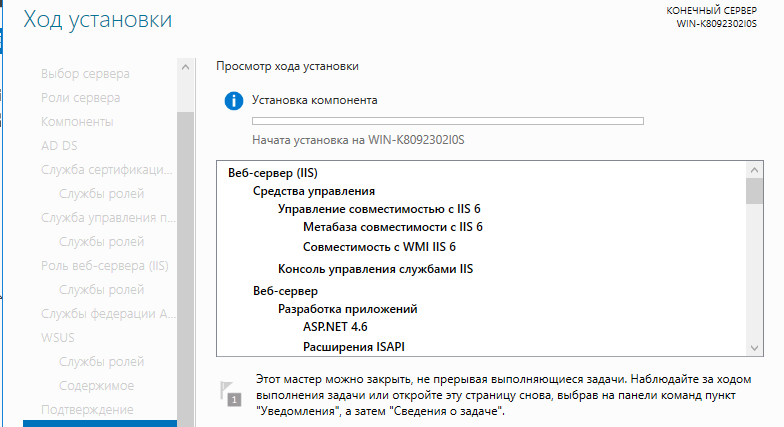 Ход установки
КОНЕЧНЫЙ СЕРВЕР
WIN-K8092302I0S
Выбор сервера
Роли сервера
Компоненты
AD DS
Служба сертификаци...
Службы ролей
Служба управления п...
Службы ролей
Роль веб-сервера (IIS)
Службы ролей
Службы федерации A...
WSUS
Службы ролей
Содержимое
Подтверждение
Просмотр хода установки
Установка компонента
Начата установка на WIN-K8092302I0S
Веб-сервер (IIS)
Средства управления
Управление совместимостью с IIS 6
Метабаза совместимости с IIS 6
Совместимость с WMI IIS 6
Консоль управления службами IIS
Веб-сервер
Разработка приложений
ASP.NET 4.6
Расширения ISAPI
1
Этот мастер можно закрыть, не прерывая выполняющиеся задачи. Наблюдайте за ходом
выполнения задачи или откройте эту страницу снова, выбрав на панели команд пункт
"Уведомления", а затем "Сведения о задаче".